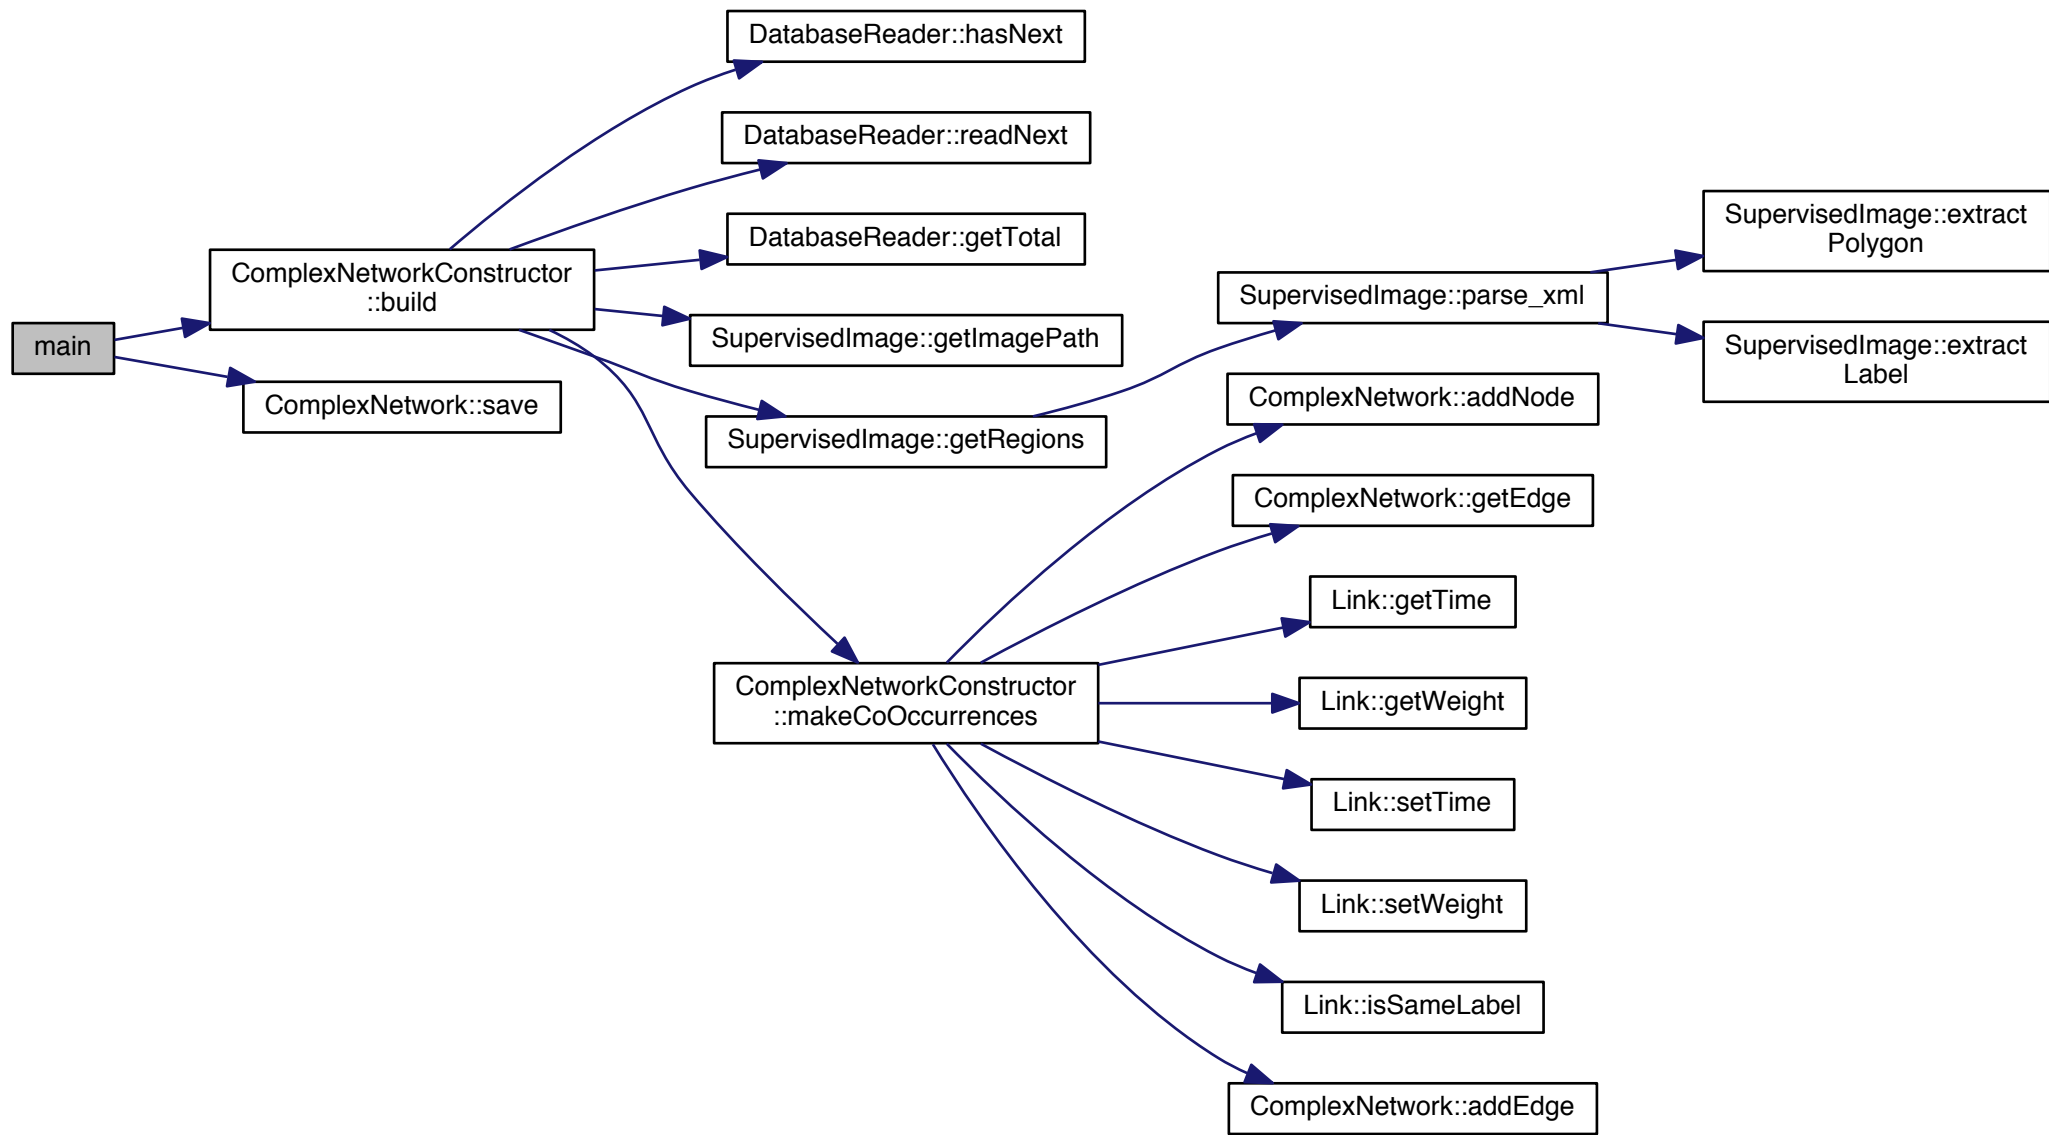 main
ComplexNetworkConstructor
::build
ComplexNetwork::save
DatabaseReader::hasNext
DatabaseReader::readNext
DatabaseReader::getTotal
SupervisedImage::getImagePath
SupervisedImage::getRegions
ComplexNetworkConstructor
::makeCoOccurrences
SupervisedImage::parse_xml
ComplexNetwork::addNode
ComplexNetwork::getEdge
Link::getTime
Link::getWeight
Link::setTime
Link::setWeight
Link::isSameLabel
ComplexNetwork::addEdge
SupervisedImage::extract
Polygon
SupervisedImage::extract
Label